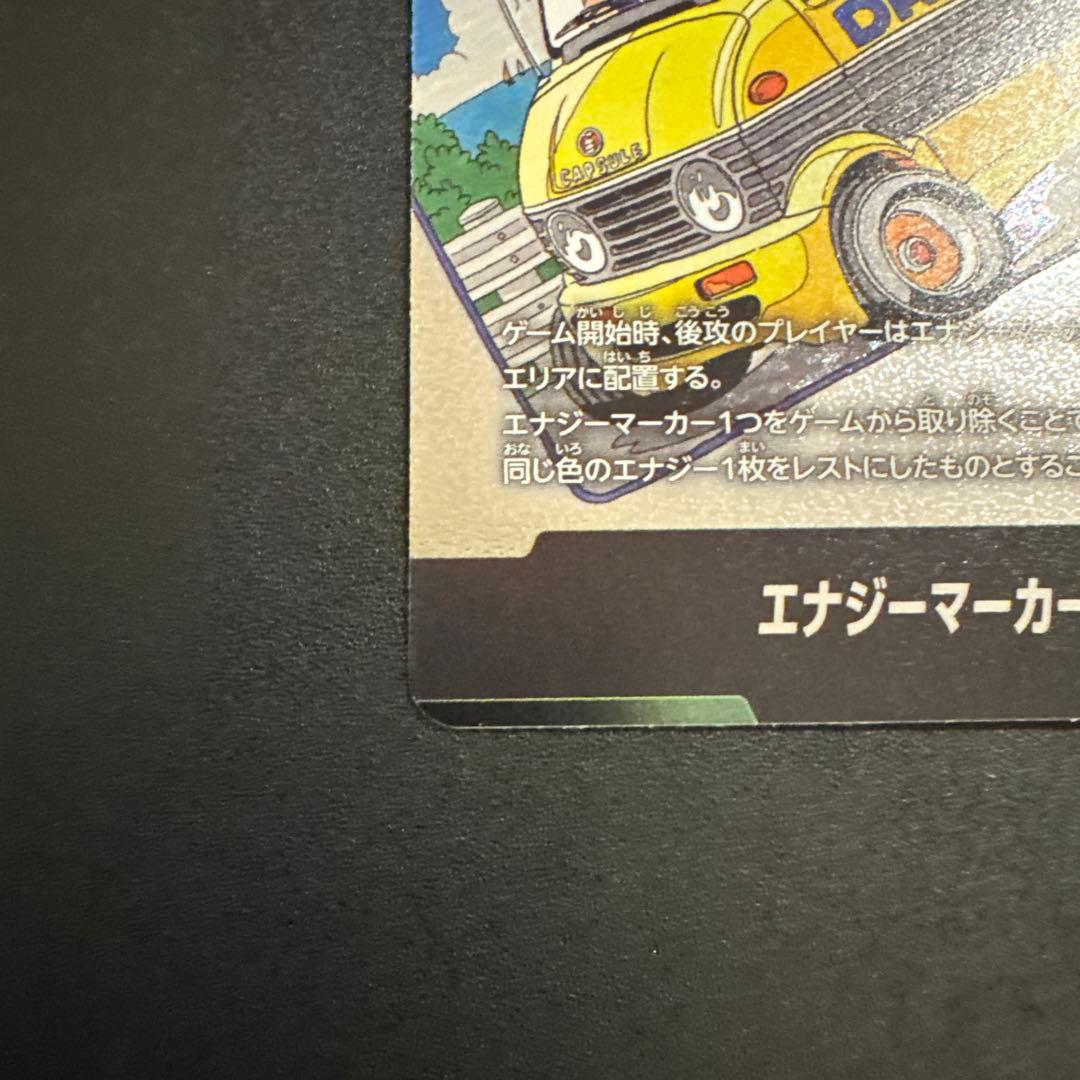 DR
CAPSULE
ゲーム開始時、後攻のプレイヤーはエナジー
エリアに配置する。
エナジーマーカー1つをゲームから取り除くことで
同じ色のエナジー1枚をレストにしたものとするこ
エナジーマーカー